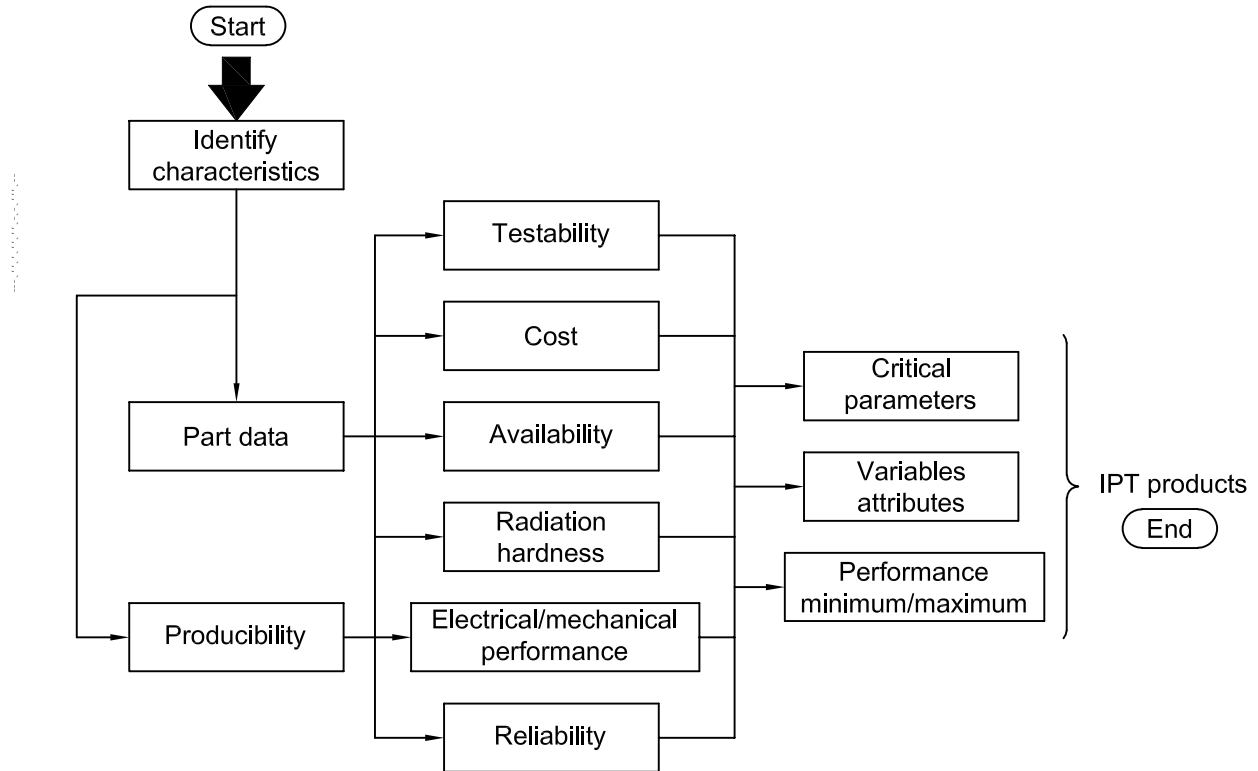 Start
Identify
characteristics
Testability
Cost
Critical
parameters
Part data
Availability
Variables
attributes
IPT products
End
Radiation
hardness
Performance
minimum/maximum
Producibility
Electrical/mechanical
performance
Reliability